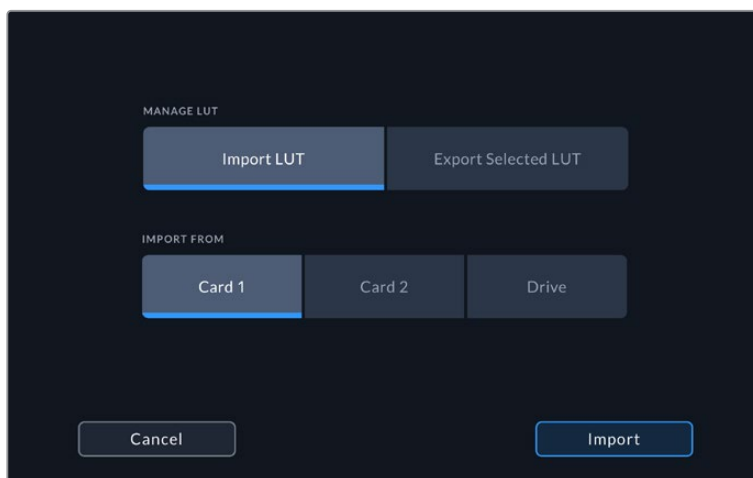 MANAGE LUT
Import LUT Export Selected LUT
IMPORT FROM
Card 1 Card 2 Drive
Cancel Import